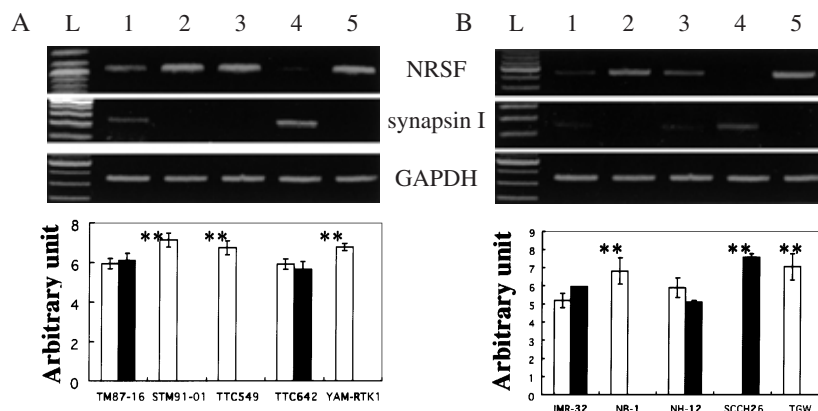 A L 1 2 3 4 5
B L 1 2 3 4 5
NRSF
synapsin I
GAPDH
Arbitrary unit
8
6
4
2
0
** ** **
TM87-16 STM91-01 TTC549 TTC642 YAM-RTK1
Arbitrary unit
9
8
7
6
5
4
3
2
1
0
** ** **
IMR-32 NB-1 NH-12 SCCH26 TGW